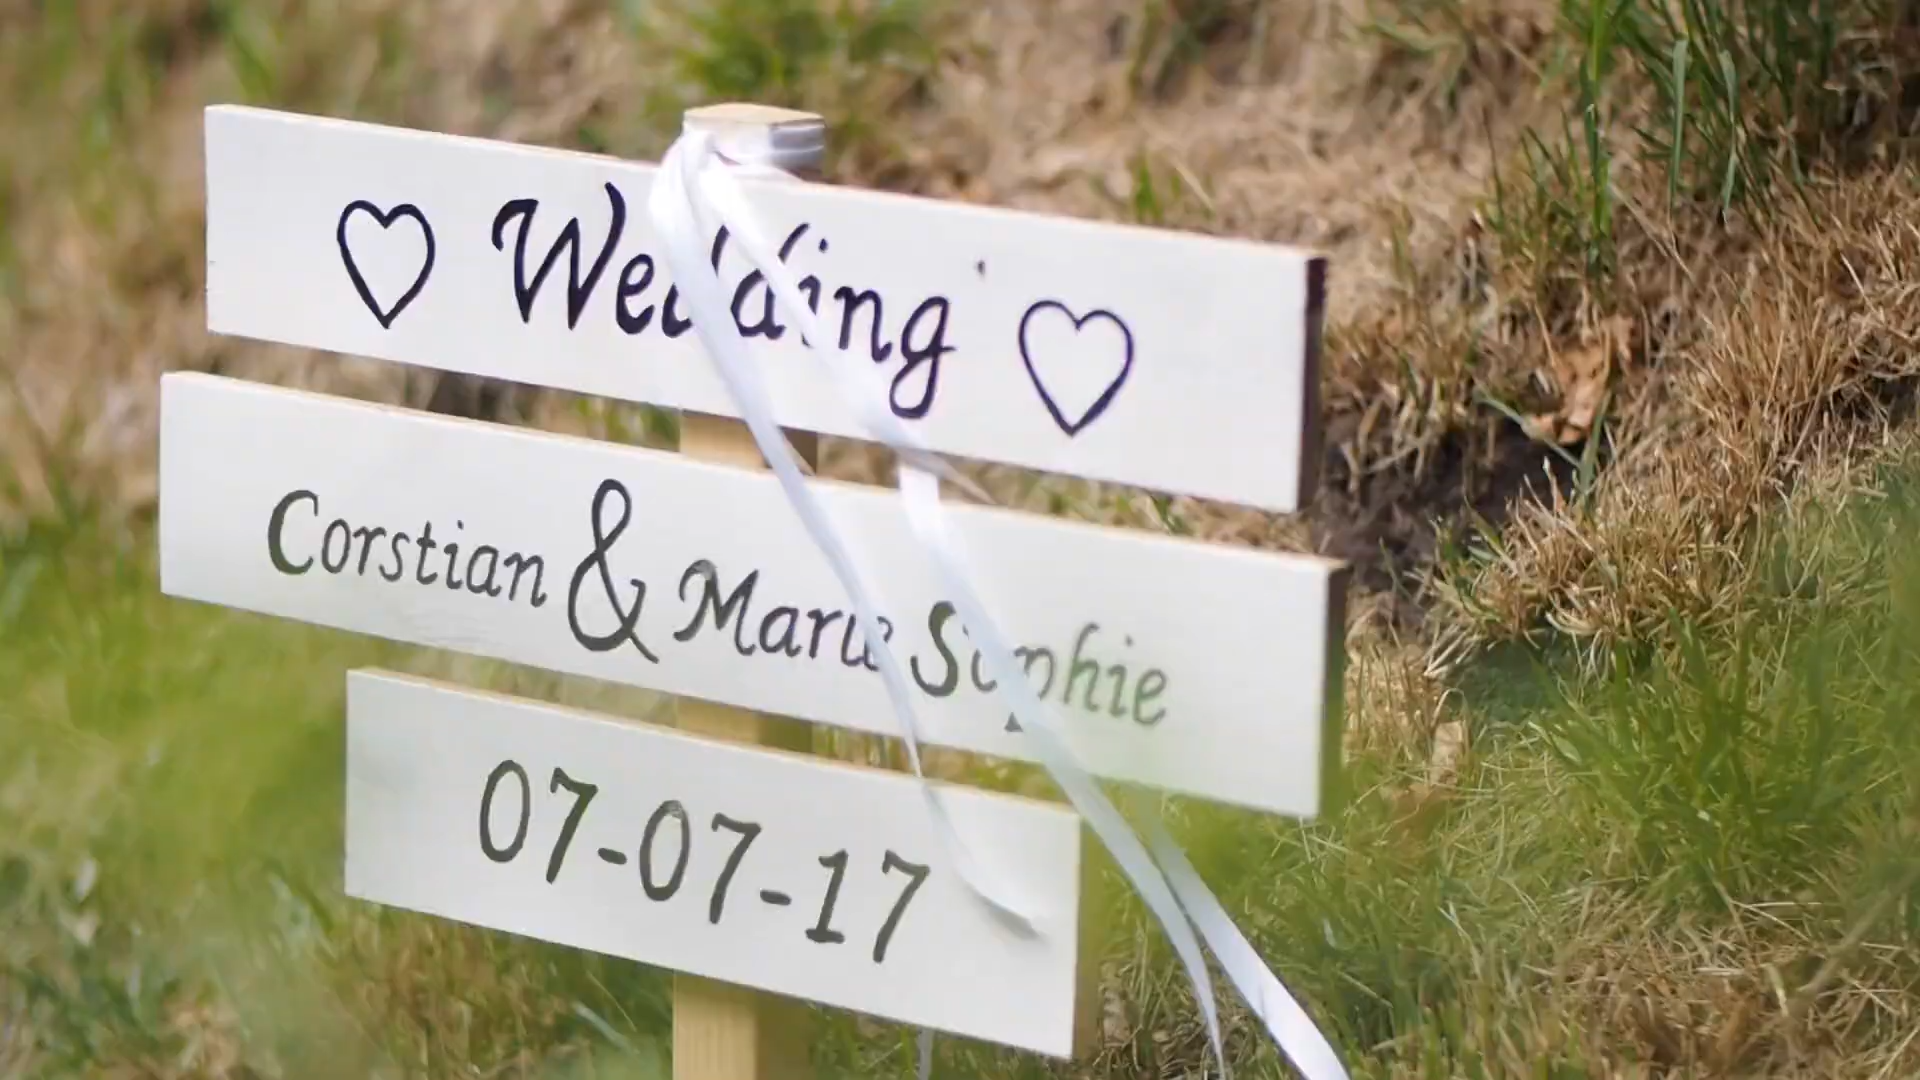 ♡ Wedding ♡
Corstian & Marie Sophie
07-07-17